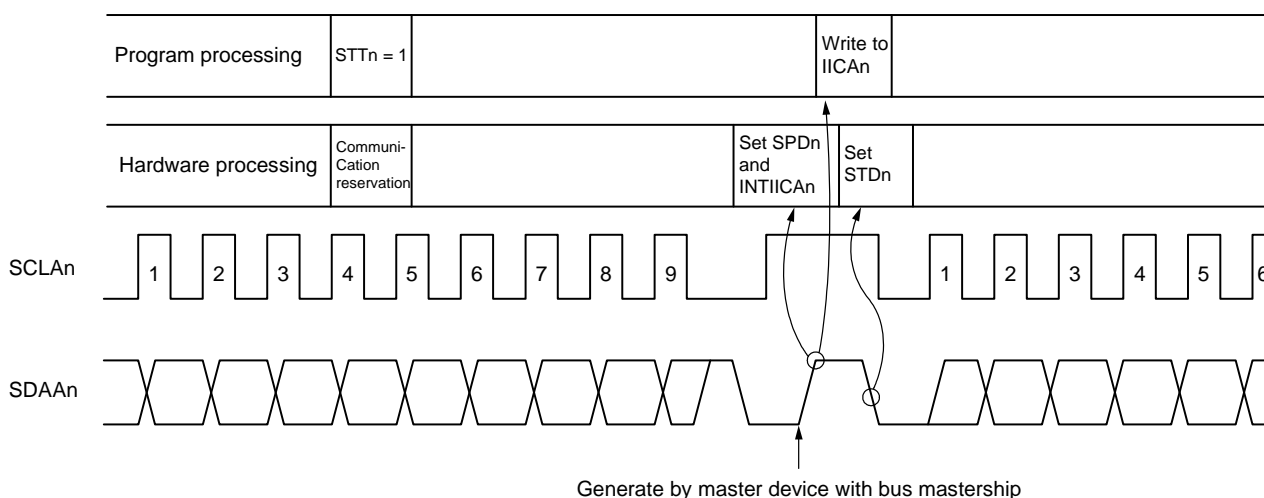 Program processing
STTn = 1
Write to
IICAn
Hardware processing
Communi-
Cation
reservation
Set SPDn
and
INTIICAn
Set
STDn
SCLAn
1 2 3 4 5 6 7 8 9 1 2 3 4 5 6
SDAAn
Generate by master device with bus mastership